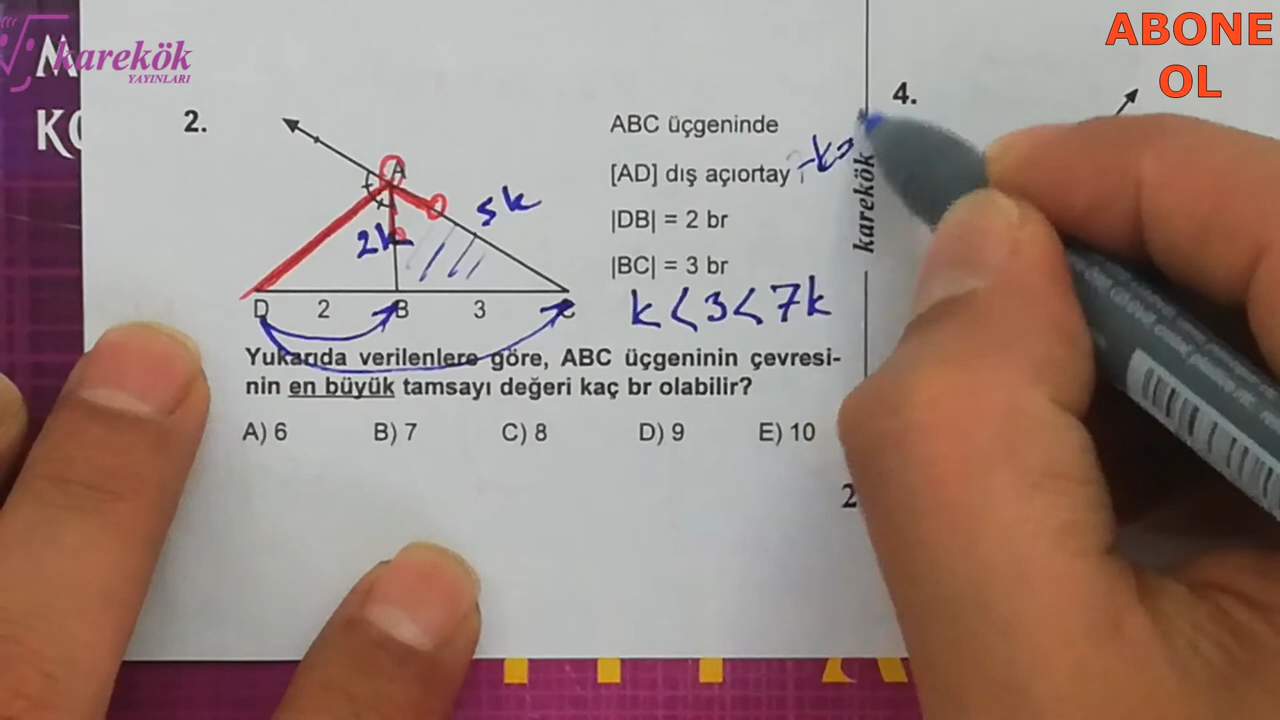 karekök
YAYINLARI
ABONE
OL
2.
A
D
2
B
3
2k
5k
ABC üçgeninde
[AD] dış açıortay
|DB| = 2 br
|BC| = 3 br
k<3<7k
Yukarıda verilenlere göre, ABC üçgeninin çevresi-
nin en büyük tamsayı değeri kaç br olabilir?
A) 6 B) 7 C) 8 D) 9 E) 10
karekök
4.
2